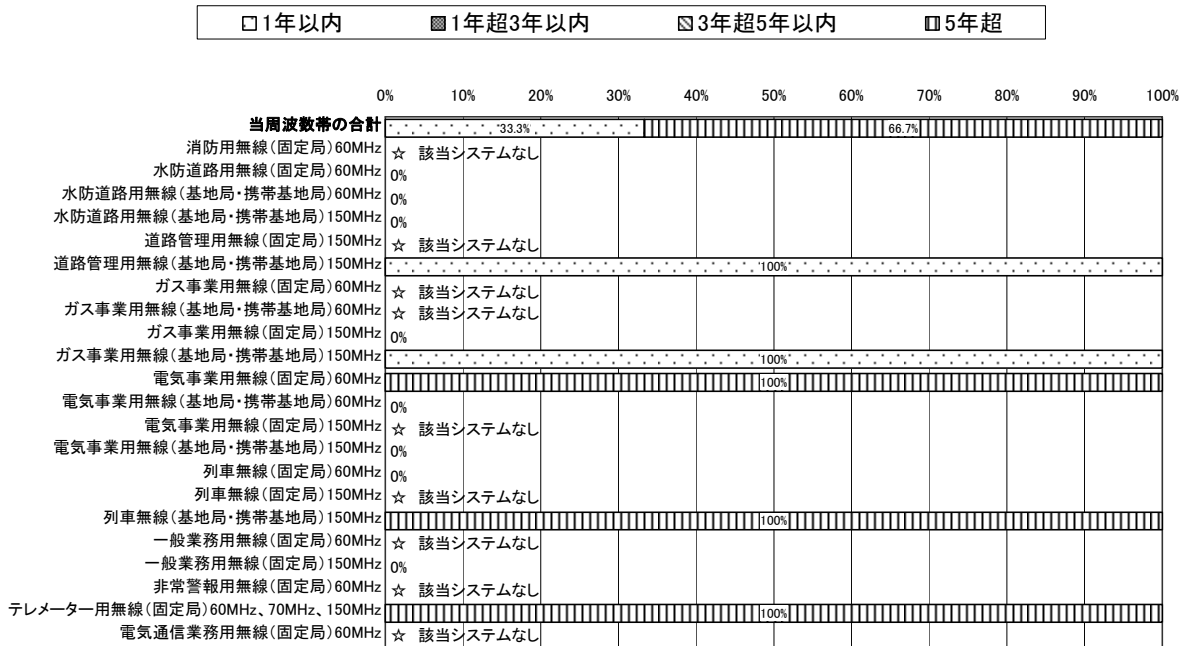 1年以内 1年超3年以内 3年超5年以内 5年超
0% 10% 20% 30% 40% 50% 60% 70% 80% 90% 100%
当周波数帯の合計 33.3% 66.7%
消防用無線(固定局)60MHz ☆ 該当システムなし
水防道路用無線(固定局)60MHz 0%
水防道路用無線(基地局・携帯基地局)60MHz 0%
水防道路用無線(基地局・携帯基地局)150MHz 0%
道路管理用無線(固定局)150MHz ☆ 該当システムなし
道路管理用無線(基地局・携帯基地局)150MHz 100%
ガス事業用無線(固定局)60MHz ☆ 該当システムなし
ガス事業用無線(基地局・携帯基地局)60MHz ☆ 該当システムなし
ガス事業用無線(固定局)150MHz 0%
ガス事業用無線(基地局・携帯基地局)150MHz 100%
電気事業用無線(固定局)60MHz 100%
電気事業用無線(基地局・携帯基地局)60MHz 0%
電気事業用無線(固定局)150MHz ☆ 該当システムなし
電気事業用無線(基地局・携帯基地局)150MHz 0%
列車無線(固定局)60MHz 0%
列車無線(固定局)150MHz ☆ 該当システムなし
列車無線(基地局・携帯基地局)150MHz 100%
一般業務用無線(固定局)60MHz ☆ 該当システムなし
一般業務用無線(固定局)150MHz 0%
非常警報用無線(固定局)60MHz ☆ 該当システムなし
テレメーター用無線(固定局)60MHz、70MHz、150MHz 100%
電気通信業務用無線(固定局)60MHz ☆ 該当システムなし